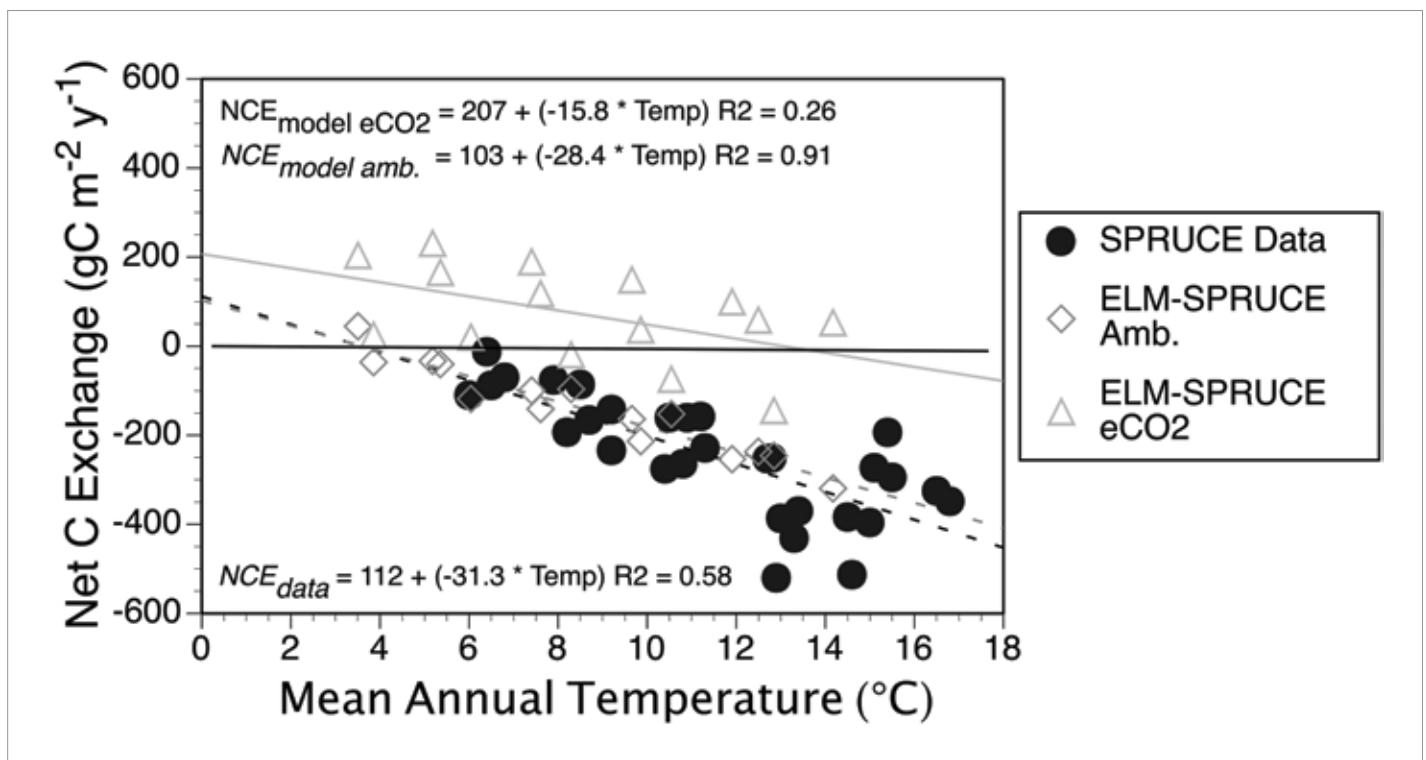 600
400
200
0
-200
-400
-600
Net C Exchange (gC m-2 y-1)
NCEmodel eCO2 = 207 + (-15.8 * Temp) R2 = 0.26
NCEmodel amb. = 103 + (-28.4 * Temp) R2 = 0.91
NCEdata = 112 + (-31.3 * Temp) R2 = 0.58
0 2 4 6 8 10 12 14 16 18
Mean Annual Temperature (°C)
SPRUCE Data
ELM-SPRUCE
Amb.
ELM-SPRUCE
eCO2